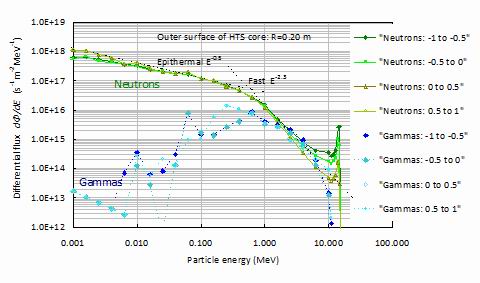 1.0E+19
1.0E+18
1.0E+17
1.0E+16
1.0E+15
1.0E+14
1.0E+13
1.0E+12
Differential flux dΦ/dE (s⁻¹ m⁻² MeV⁻¹)
Outer surface of HTS core: R=0.20 m
Epithermal E⁻⁰·⁵
Fast E⁻²·³
Neutrons
Gammas
0.001 0.010 0.100 1.000 10.000 100.000
Particle energy (MeV)
"Neutrons: -1 to -0.5"
"Neutrons: -0.5 to 0"
"Neutrons: 0 to 0.5"
"Neutrons: 0.5 to 1"
"Gammas: -1 to -0.5"
"Gammas: -0.5 to 0"
"Gammas: 0 to 0.5"
"Gammas: 0.5 to 1"